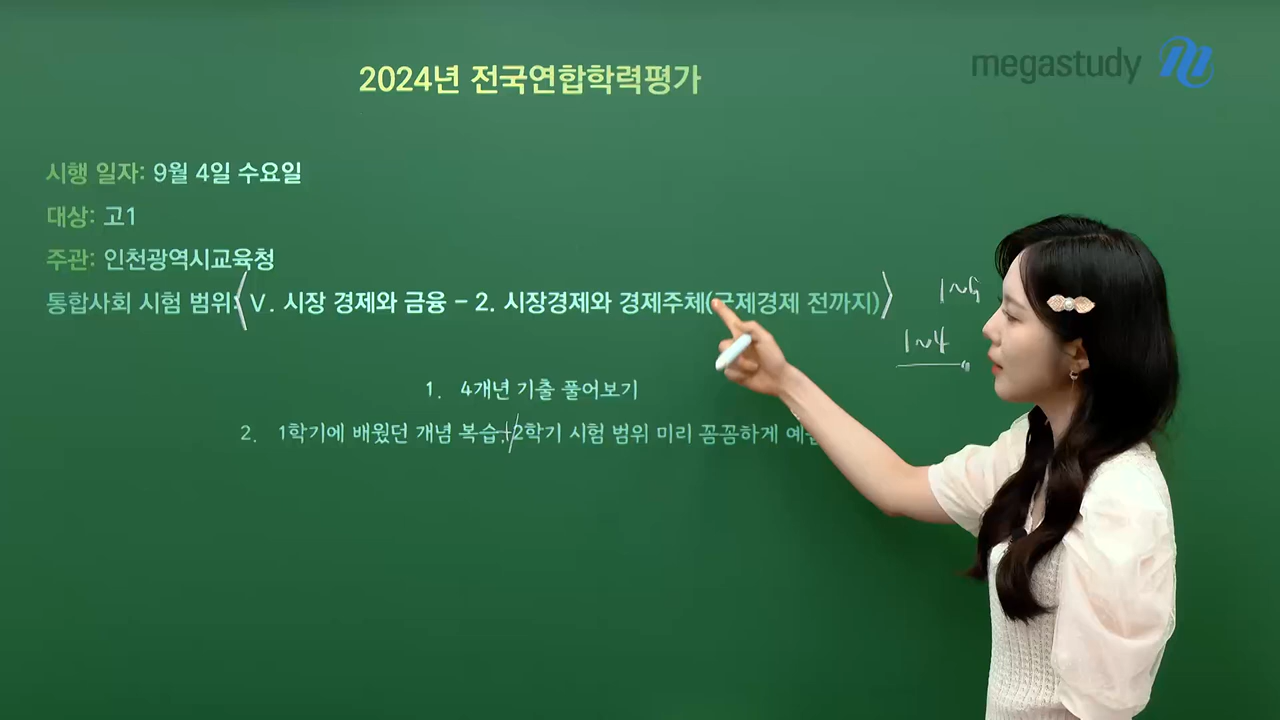 megastudy
2024년 전국연합학력평가
시행 일자: 9월 4일 수요일
대상: 고1
주관: 인천광역시교육청
통합사회 시험 범위: V. 시장 경제와 금융 - 2. 시장경제와 경제주체( 전까지)
1~4
1. 4개년 기출 풀어보기
2. 1학기에 배웠던 개념 복습, 2학기 시험 범위 미리 꼼꼼하게